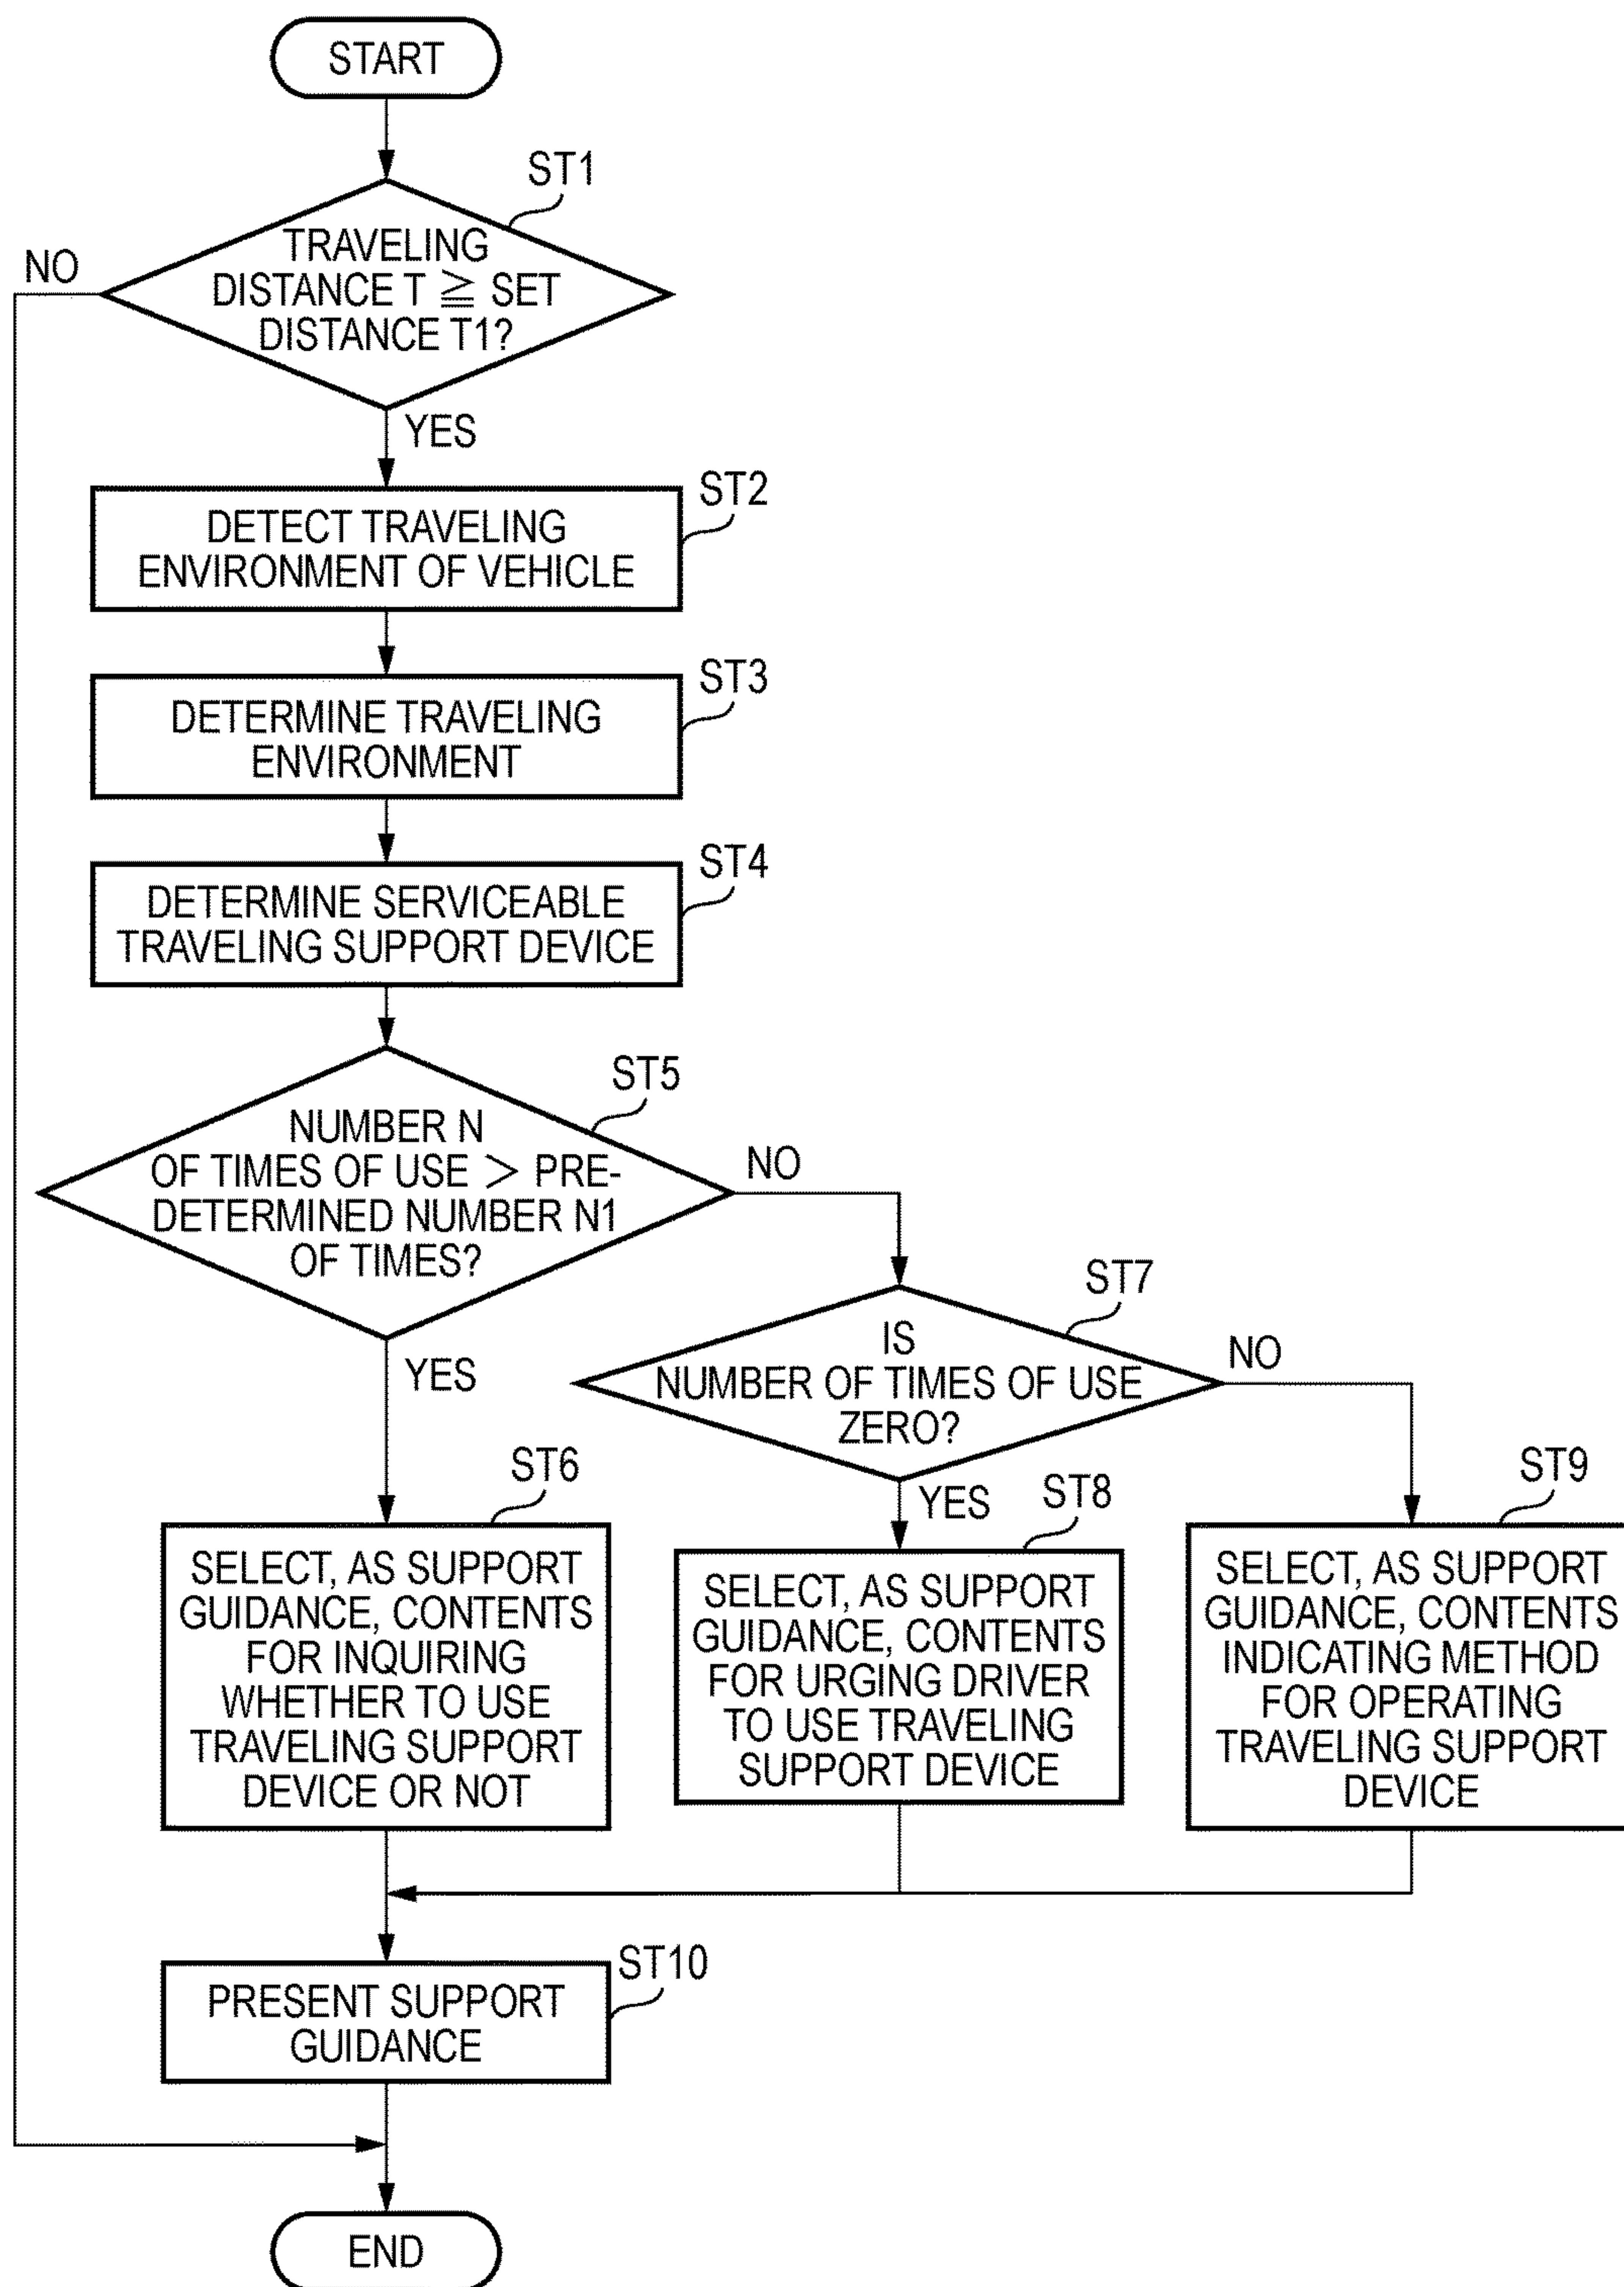 START
ST1
TRAVELING
DISTANCE T ≧ SET
DISTANCE T1?
NO
YES
ST2
DETECT TRAVELING
ENVIRONMENT OF VEHICLE
ST3
DETERMINE TRAVELING
ENVIRONMENT
ST4
DETERMINE SERVICEABLE
TRAVELING SUPPORT DEVICE
ST5
NUMBER N
OF TIMES OF USE > PRE-
DETERMINED NUMBER N1
OF TIMES?
NO
YES
ST7
IS
NUMBER OF TIMES OF USE
ZERO?
NO
YES
ST6
SELECT, AS SUPPORT
GUIDANCE, CONTENTS
FOR INQUIRING
WHETHER TO USE
TRAVELING SUPPORT
DEVICE OR NOT
ST8
SELECT, AS SUPPORT
GUIDANCE, CONTENTS
FOR URGING DRIVER
TO USE TRAVELING
SUPPORT DEVICE
ST9
SELECT, AS SUPPORT
GUIDANCE, CONTENTS
INDICATING METHOD
FOR OPERATING
TRAVELING SUPPORT
DEVICE
ST10
PRESENT SUPPORT
GUIDANCE
END